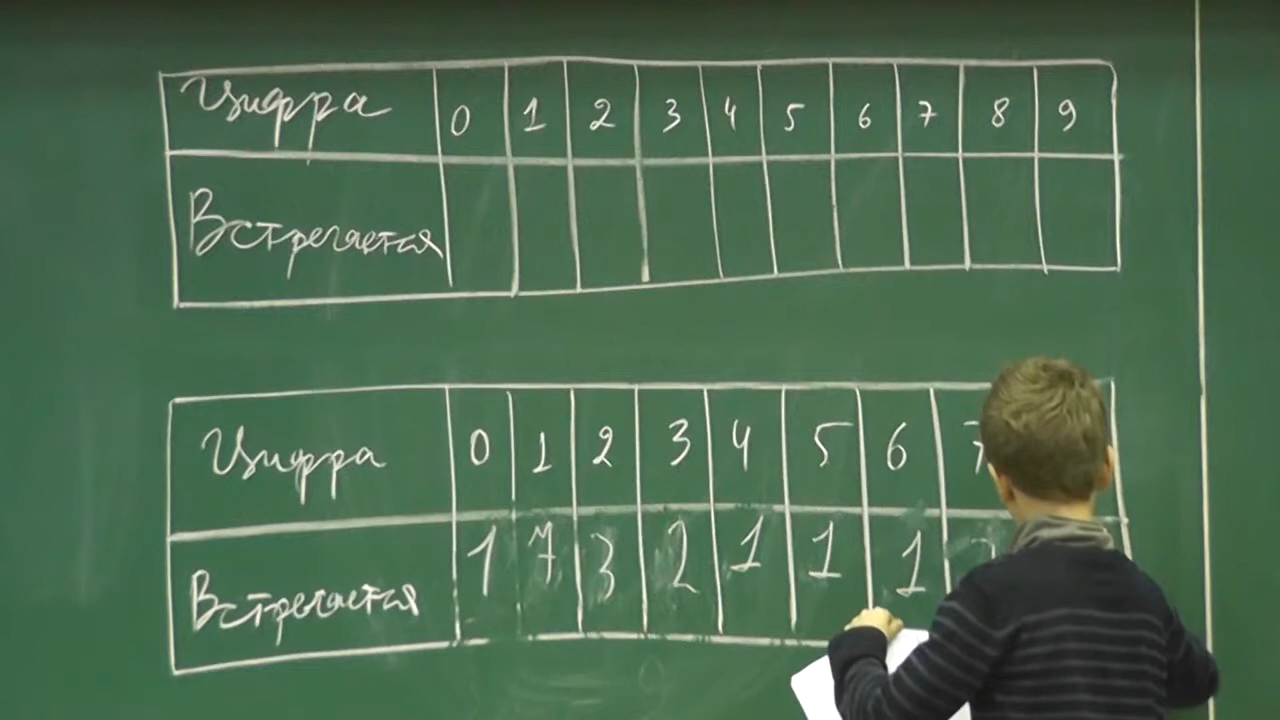 Цифра 0 1 2 3 4 5 6 7 8 9
Встречается
Цифра 0 1 2 3 4 5 6 7
Встречается 1 7 3 2 1 1 1